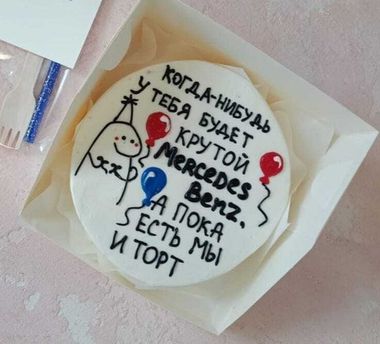 КОГДА-НИБУДЬ
У ТЕБЯ БУДЕТ
КРУТОЙ
Mercedes
Benz.
А ПОКА
ЕСТЬ МЫ
И ТОРТ